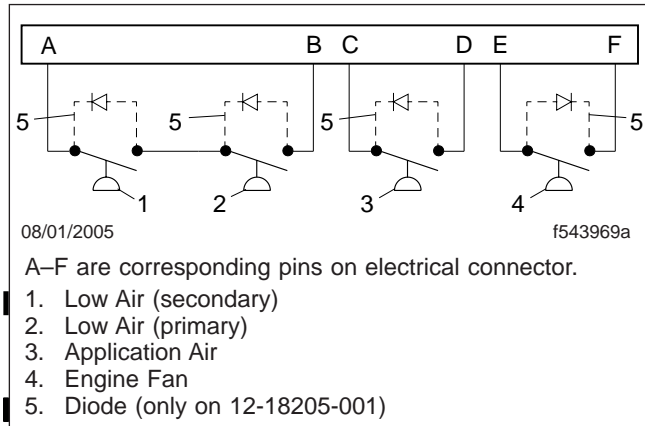 A B C D E F
5 5 5 5
1 2 3 4
08/01/2005 f543969a
A–F are corresponding pins on electrical connector.
1. Low Air (secondary)
2. Low Air (primary)
3. Application Air
4. Engine Fan
5. Diode (only on 12-18205-001)